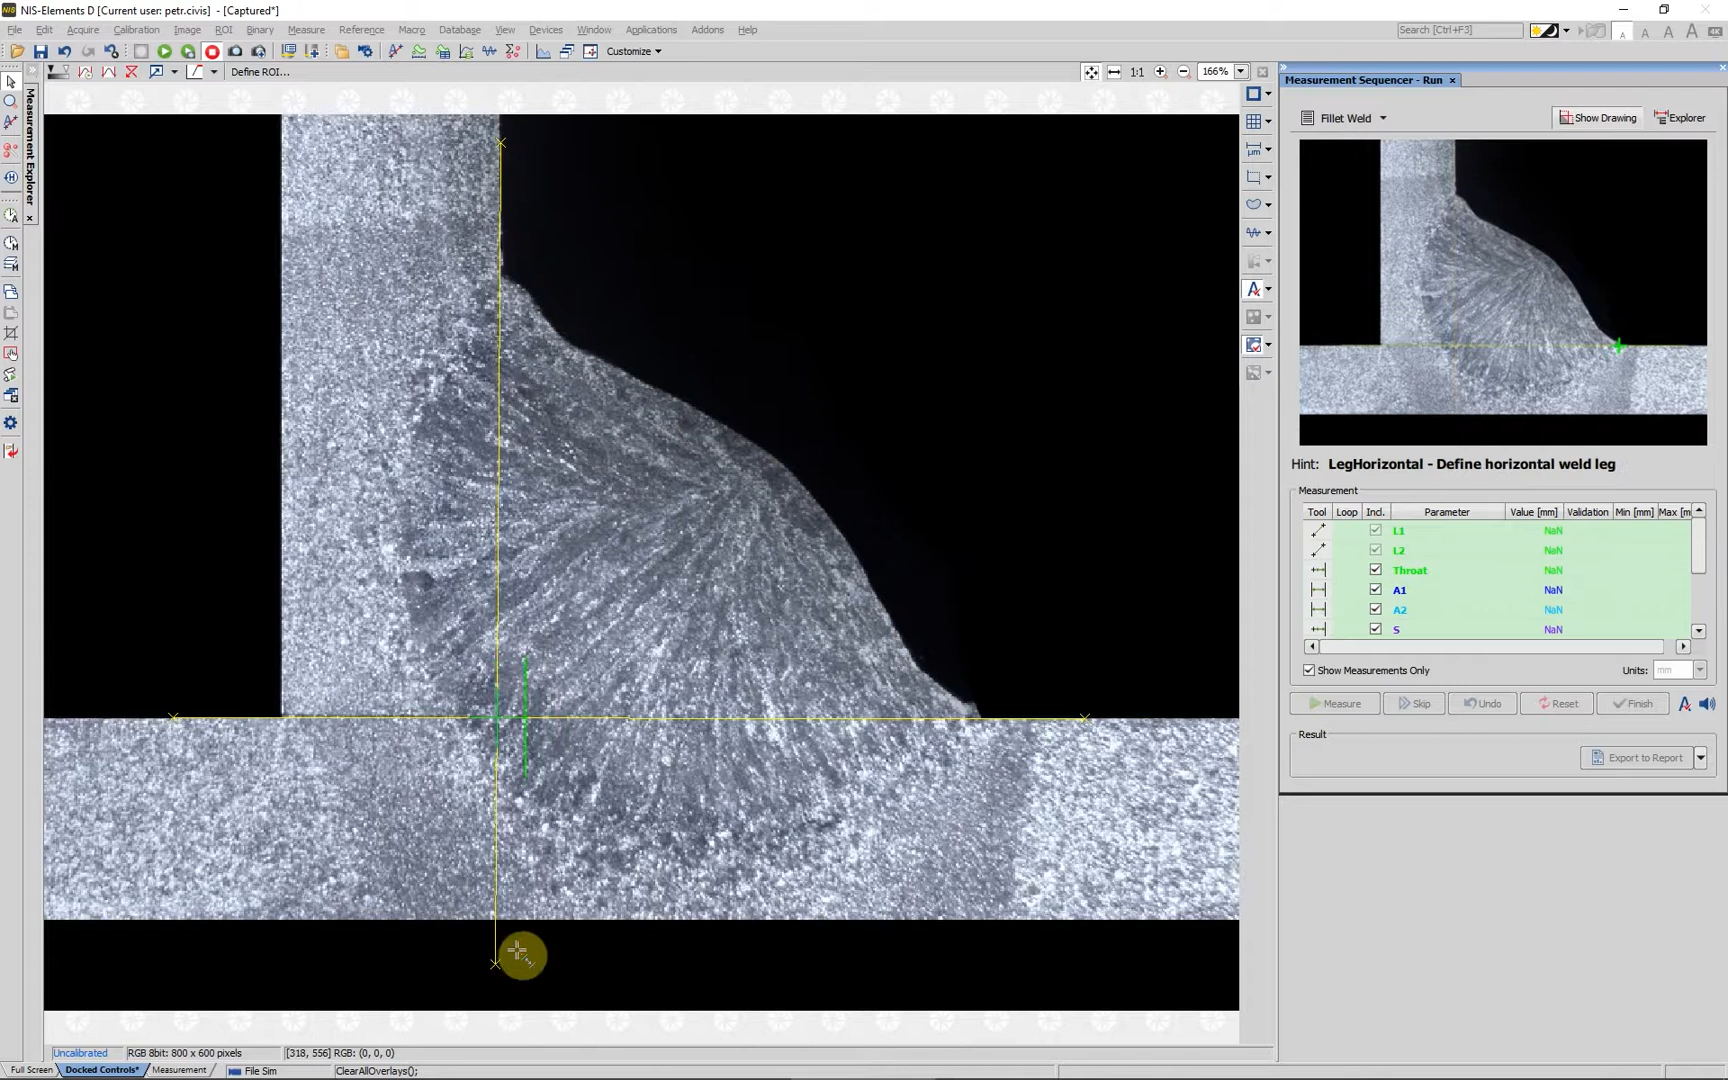 NIS NIS-Elements D [Current user: petr.civis] - [Captured*]
File Edit Acquire Calibration Image ROI Binary Measure Reference Macro Database View Devices Window Applications Addons Help
Search [Ctrl+F3]
A A A A 4K
Customize
Define ROI...
1:1
166%
Measurement Explorer
Measurement Sequencer - Run
Fillet Weld
Show Drawing
Explorer
Hint: LegHorizontal - Define horizontal weld leg
Measurement
Tool Loop Incl. Parameter Value [mm] Validation Min [mm] Max [m
L1 NaN
L2 NaN
Throat NaN
A1 NaN
A2 NaN
S NaN
Show Measurements Only
Units: mm
Measure Skip Undo Reset Finish
Result
Export to Report
Uncalibrated RGB 8bit: 800 x 600 pixels [318, 556] RGB: (0, 0, 0)
Full Screen Docked Controls* Measurement File Sim ClearAllOverlays();